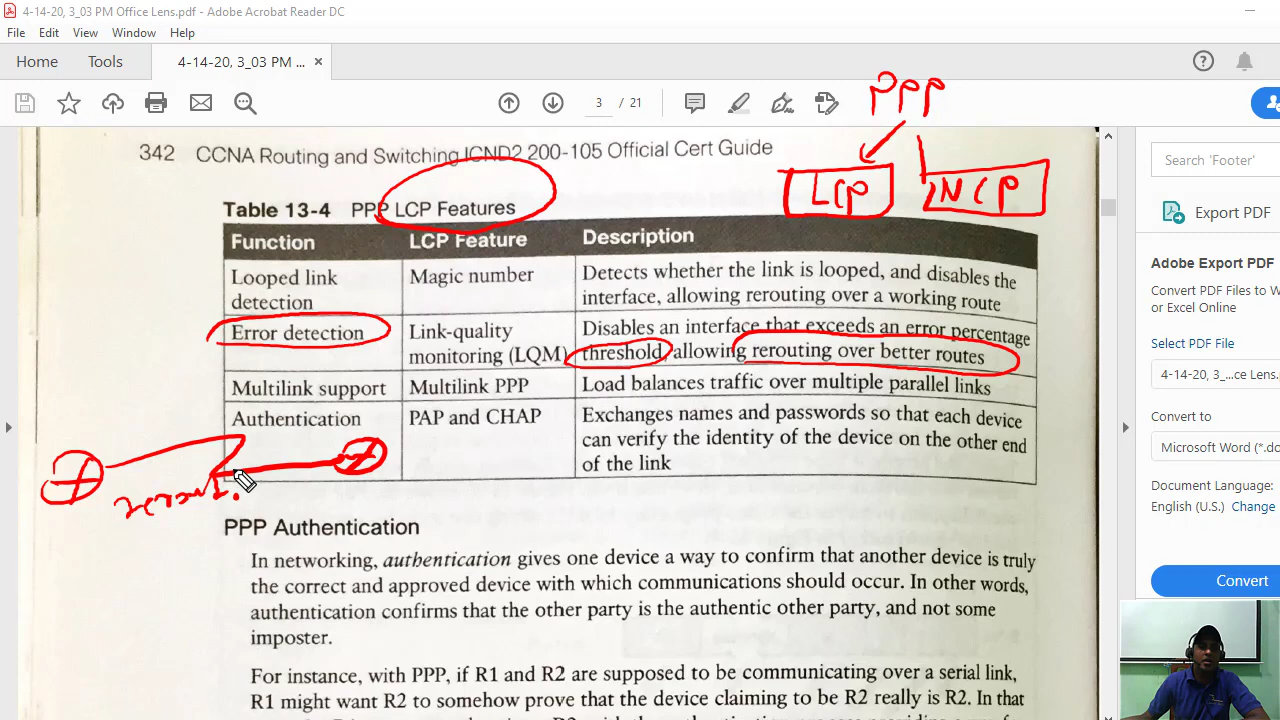 4-14-20, 3_03 PM Office Lens.pdf - Adobe Acrobat Reader DC
File Edit View Window Help
Home Tools 4-14-20, 3_03 PM ... ×
3 / 21
PPP
LCP
NCP
342 CCNA Routing and Switching ICND2 200-105 Official Cert Guide
Table 13-4 PPP LCP Features
Function LCP Feature Description
Looped link detection Magic number Detects whether the link is looped, and disables the
interface, allowing rerouting over a working route
Error detection Link-quality monitoring (LQM) Disables an interface that exceeds an error percentage
threshold, allowing rerouting over better routes
Multilink support Multilink PPP Load balances traffic over multiple parallel links
Authentication PAP and CHAP Exchanges names and passwords so that each device
can verify the identity of the device on the other end
of the link
PPP Authentication
In networking, authentication gives one device a way to confirm that another device is truly
the correct and approved device with which communications should occur. In other words,
authentication confirms that the other party is the authentic other party, and not some
imposter.
For instance, with PPP, if R1 and R2 are supposed to be communicating over a serial link,
R1 might want R2 to somehow prove that the device claiming to be R2 really is R2. In that
Search 'Footer'
Export PDF
Adobe Export PDF
Convert PDF Files to W
or Excel Online
Select PDF File
4-14-20, 3_...ce Lens.p
Convert to
Microsoft Word (*.do
Document Language:
English (U.S.) Change
Convert